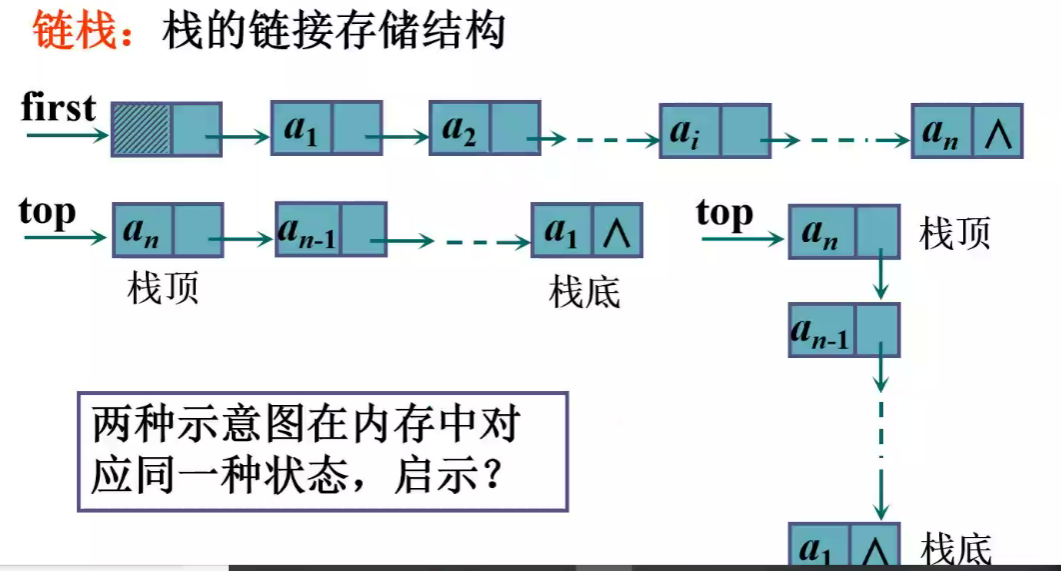 链栈：栈的链接存储结构
first a1 a2 ai an ∧
top an an-1 a1 ∧
栈顶 栈底
top an 栈顶
an-1
两种示意图在内存中对
应同一种状态，启示？
a1 ∧ 栈底